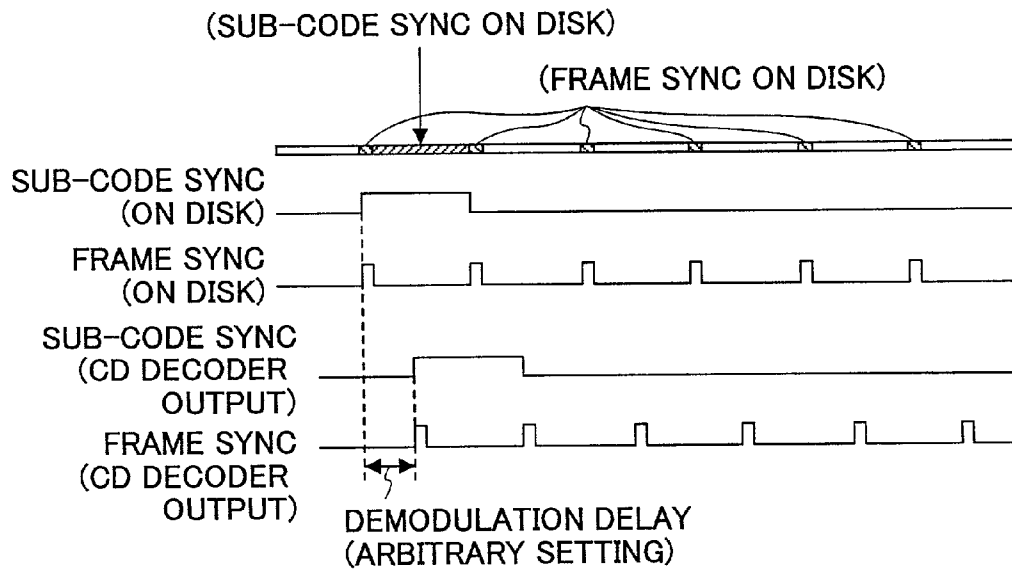 (SUB-CODE SYNC ON DISK)
(FRAME SYNC ON DISK)
SUB-CODE SYNC
(ON DISK)
FRAME SYNC
(ON DISK)
SUB-CODE SYNC
(CD DECODER
OUTPUT)
FRAME SYNC
(CD DECODER
OUTPUT)
DEMODULATION DELAY
(ARBITRARY SETTING)